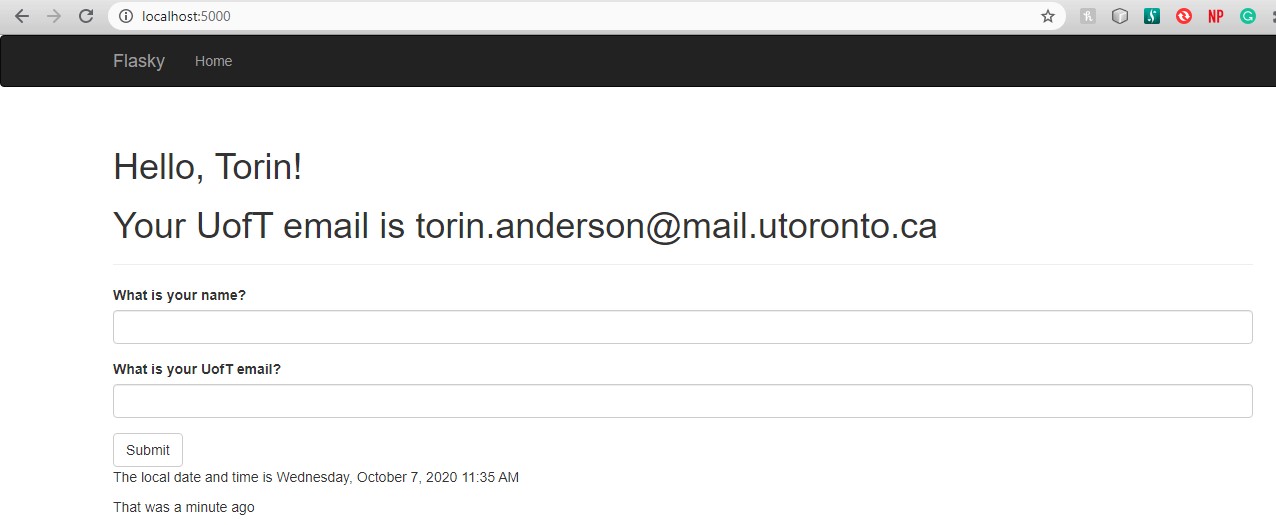 localhost:5000
NP
Flasky Home
Hello, Torin!
Your UofT email is torin.anderson@mail.utoronto.ca
What is your name?
What is your UofT email?
Submit
The local date and time is Wednesday, October 7, 2020 11:35 AM
That was a minute ago